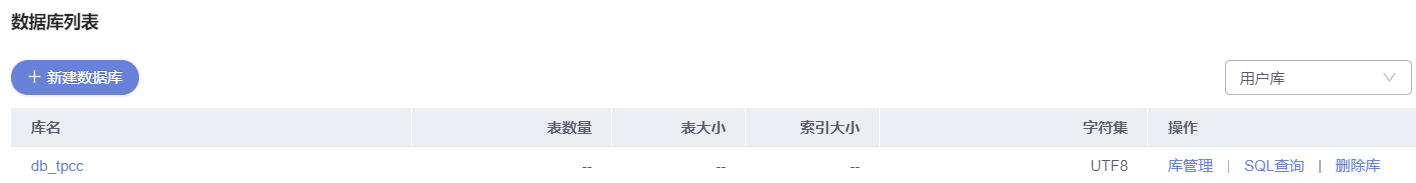 数据库列表
+ 新建数据库
用户库
库名 表数量 表大小 索引大小 字符集 操作
db_tpcc -- -- -- UTF8 库管理 | SQL查询 | 删除库